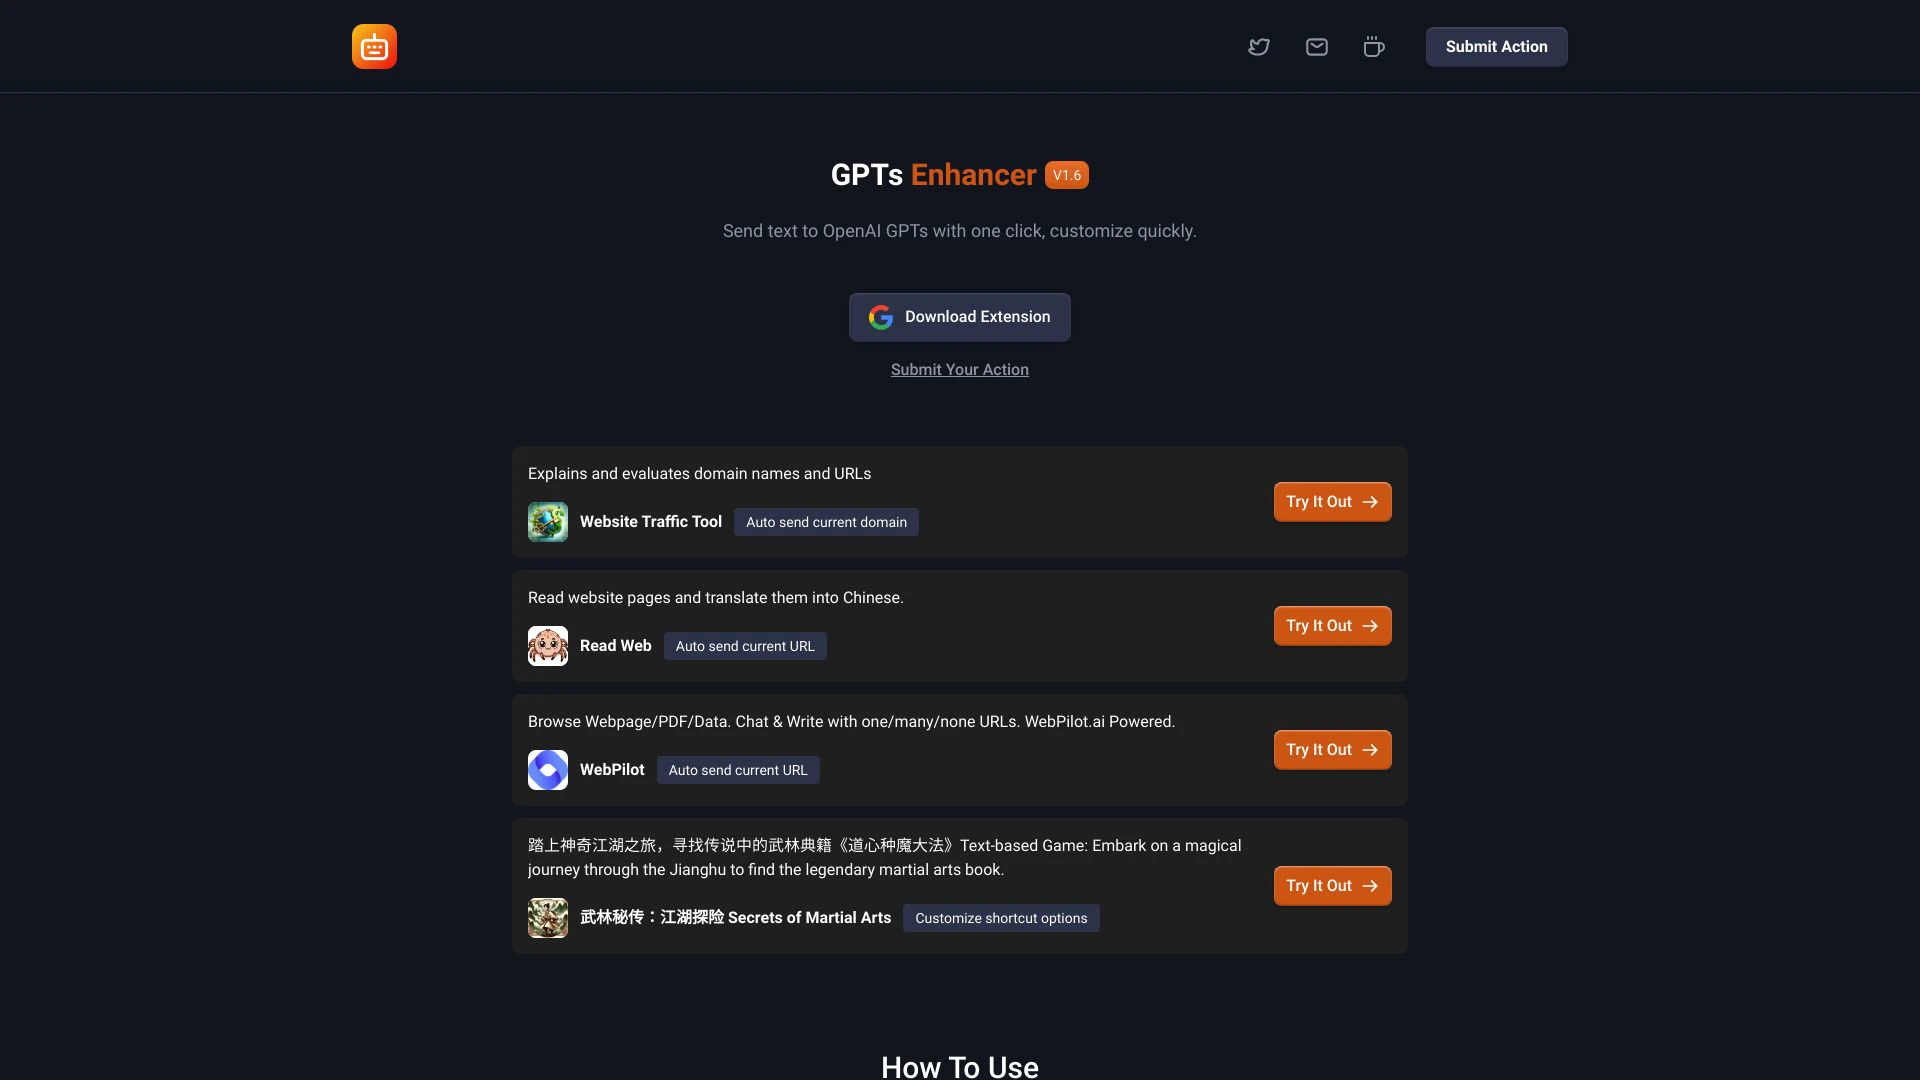 Submit Action
GPTs Enhancer V1.6
Send text to OpenAI GPTs with one click, customize quickly.
Download Extension
Submit Your Action
Explains and evaluates domain names and URLs
Website Traffic Tool Auto send current domain
Try It Out
Read website pages and translate them into Chinese.
Read Web Auto send current URL
Try It Out
Browse Webpage/PDF/Data. Chat & Write with one/many/none URLs. WebPilot.ai Powered.
WebPilot Auto send current URL
Try It Out
踏上神奇江湖之旅，寻找传说中的武林典籍《道心种魔大法》Text-based Game: Embark on a magical
journey through the Jianghu to find the legendary martial arts book.
武林秘传：江湖探险 Secrets of Martial Arts Customize shortcut options
Try It Out
How To Use